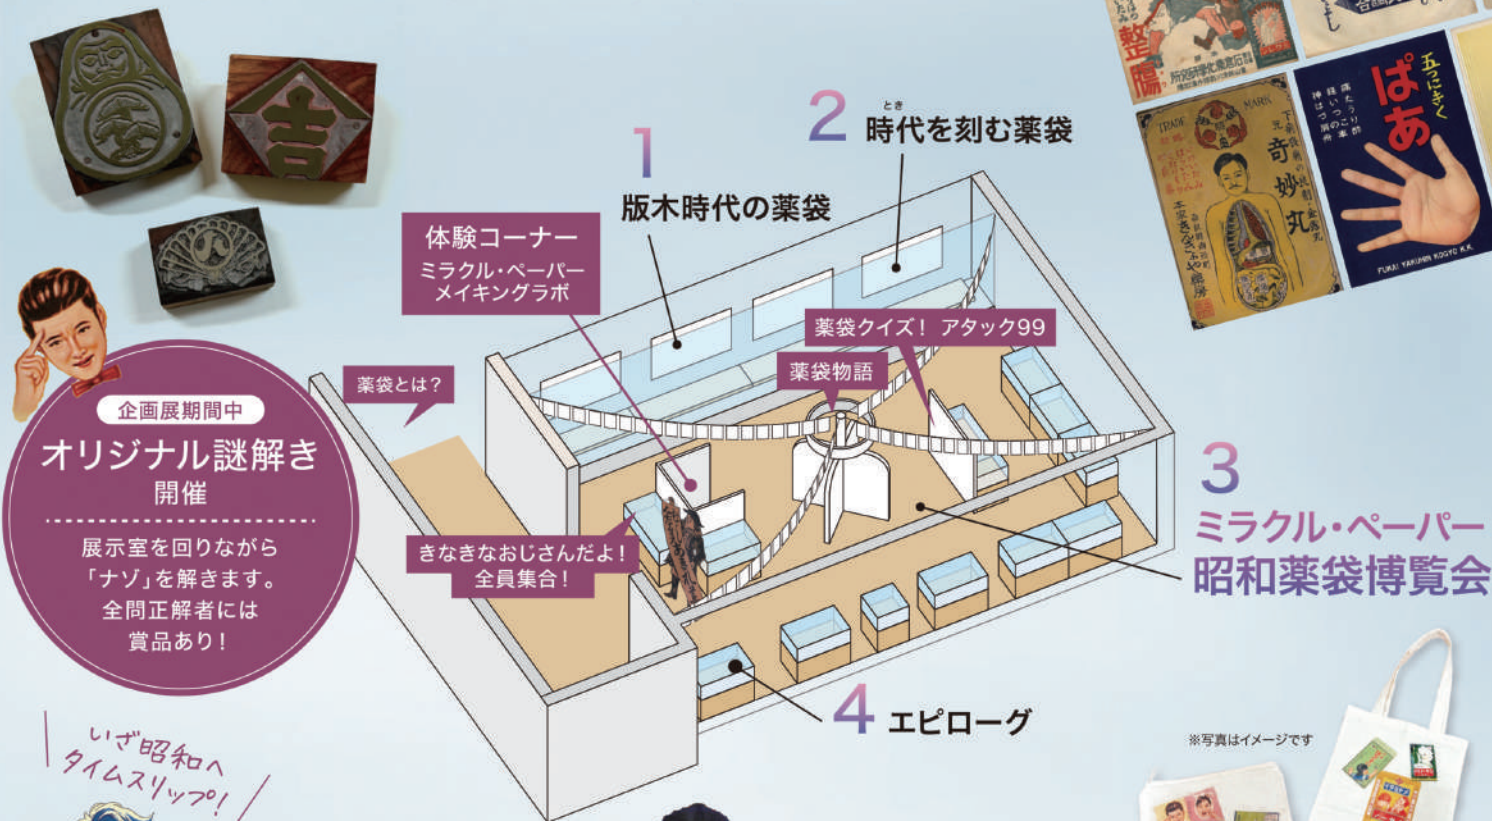 整腸
TRADE
MARK
奇妙丸
五つにきく
ぱあ
FUKAI YAKUHIN KOGYO K.K.
1
版木時代の薬袋
2
とき
時代を刻む薬袋
体験コーナー
ミラクル・ペーパー
メイキングラボ
薬袋クイズ！ アタック99
薬袋物語
薬袋とは？
きなきなおじさんだよ！
全員集合！
3
ミラクル・ペーパー
昭和薬袋博覧会
4
エピローグ
企画展期間中
オリジナル謎解き
開催
展示室を回りながら
「ナゾ」を解きます。
全問正解者には
賞品あり！
いざ昭和へ
タイムスリップ！
※写真はイメージです
吉